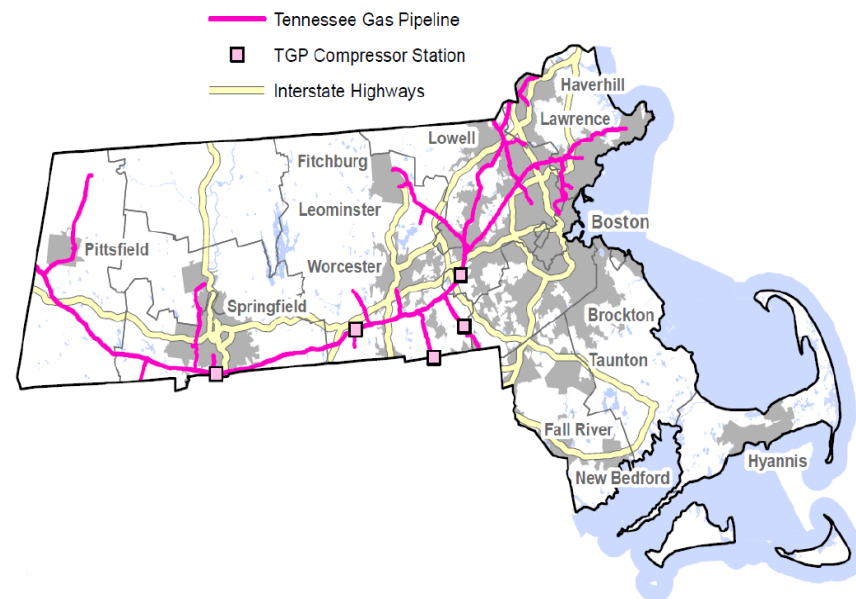 Tennessee Gas Pipeline
TGP Compressor Station
Interstate Highways
Haverhill
Lawrence
Lowell
Fitchburg
Leominster
Boston
Pittsfield
Worcester
Springfield
Brockton
Taunton
Fall River
Hyannis
New Bedford